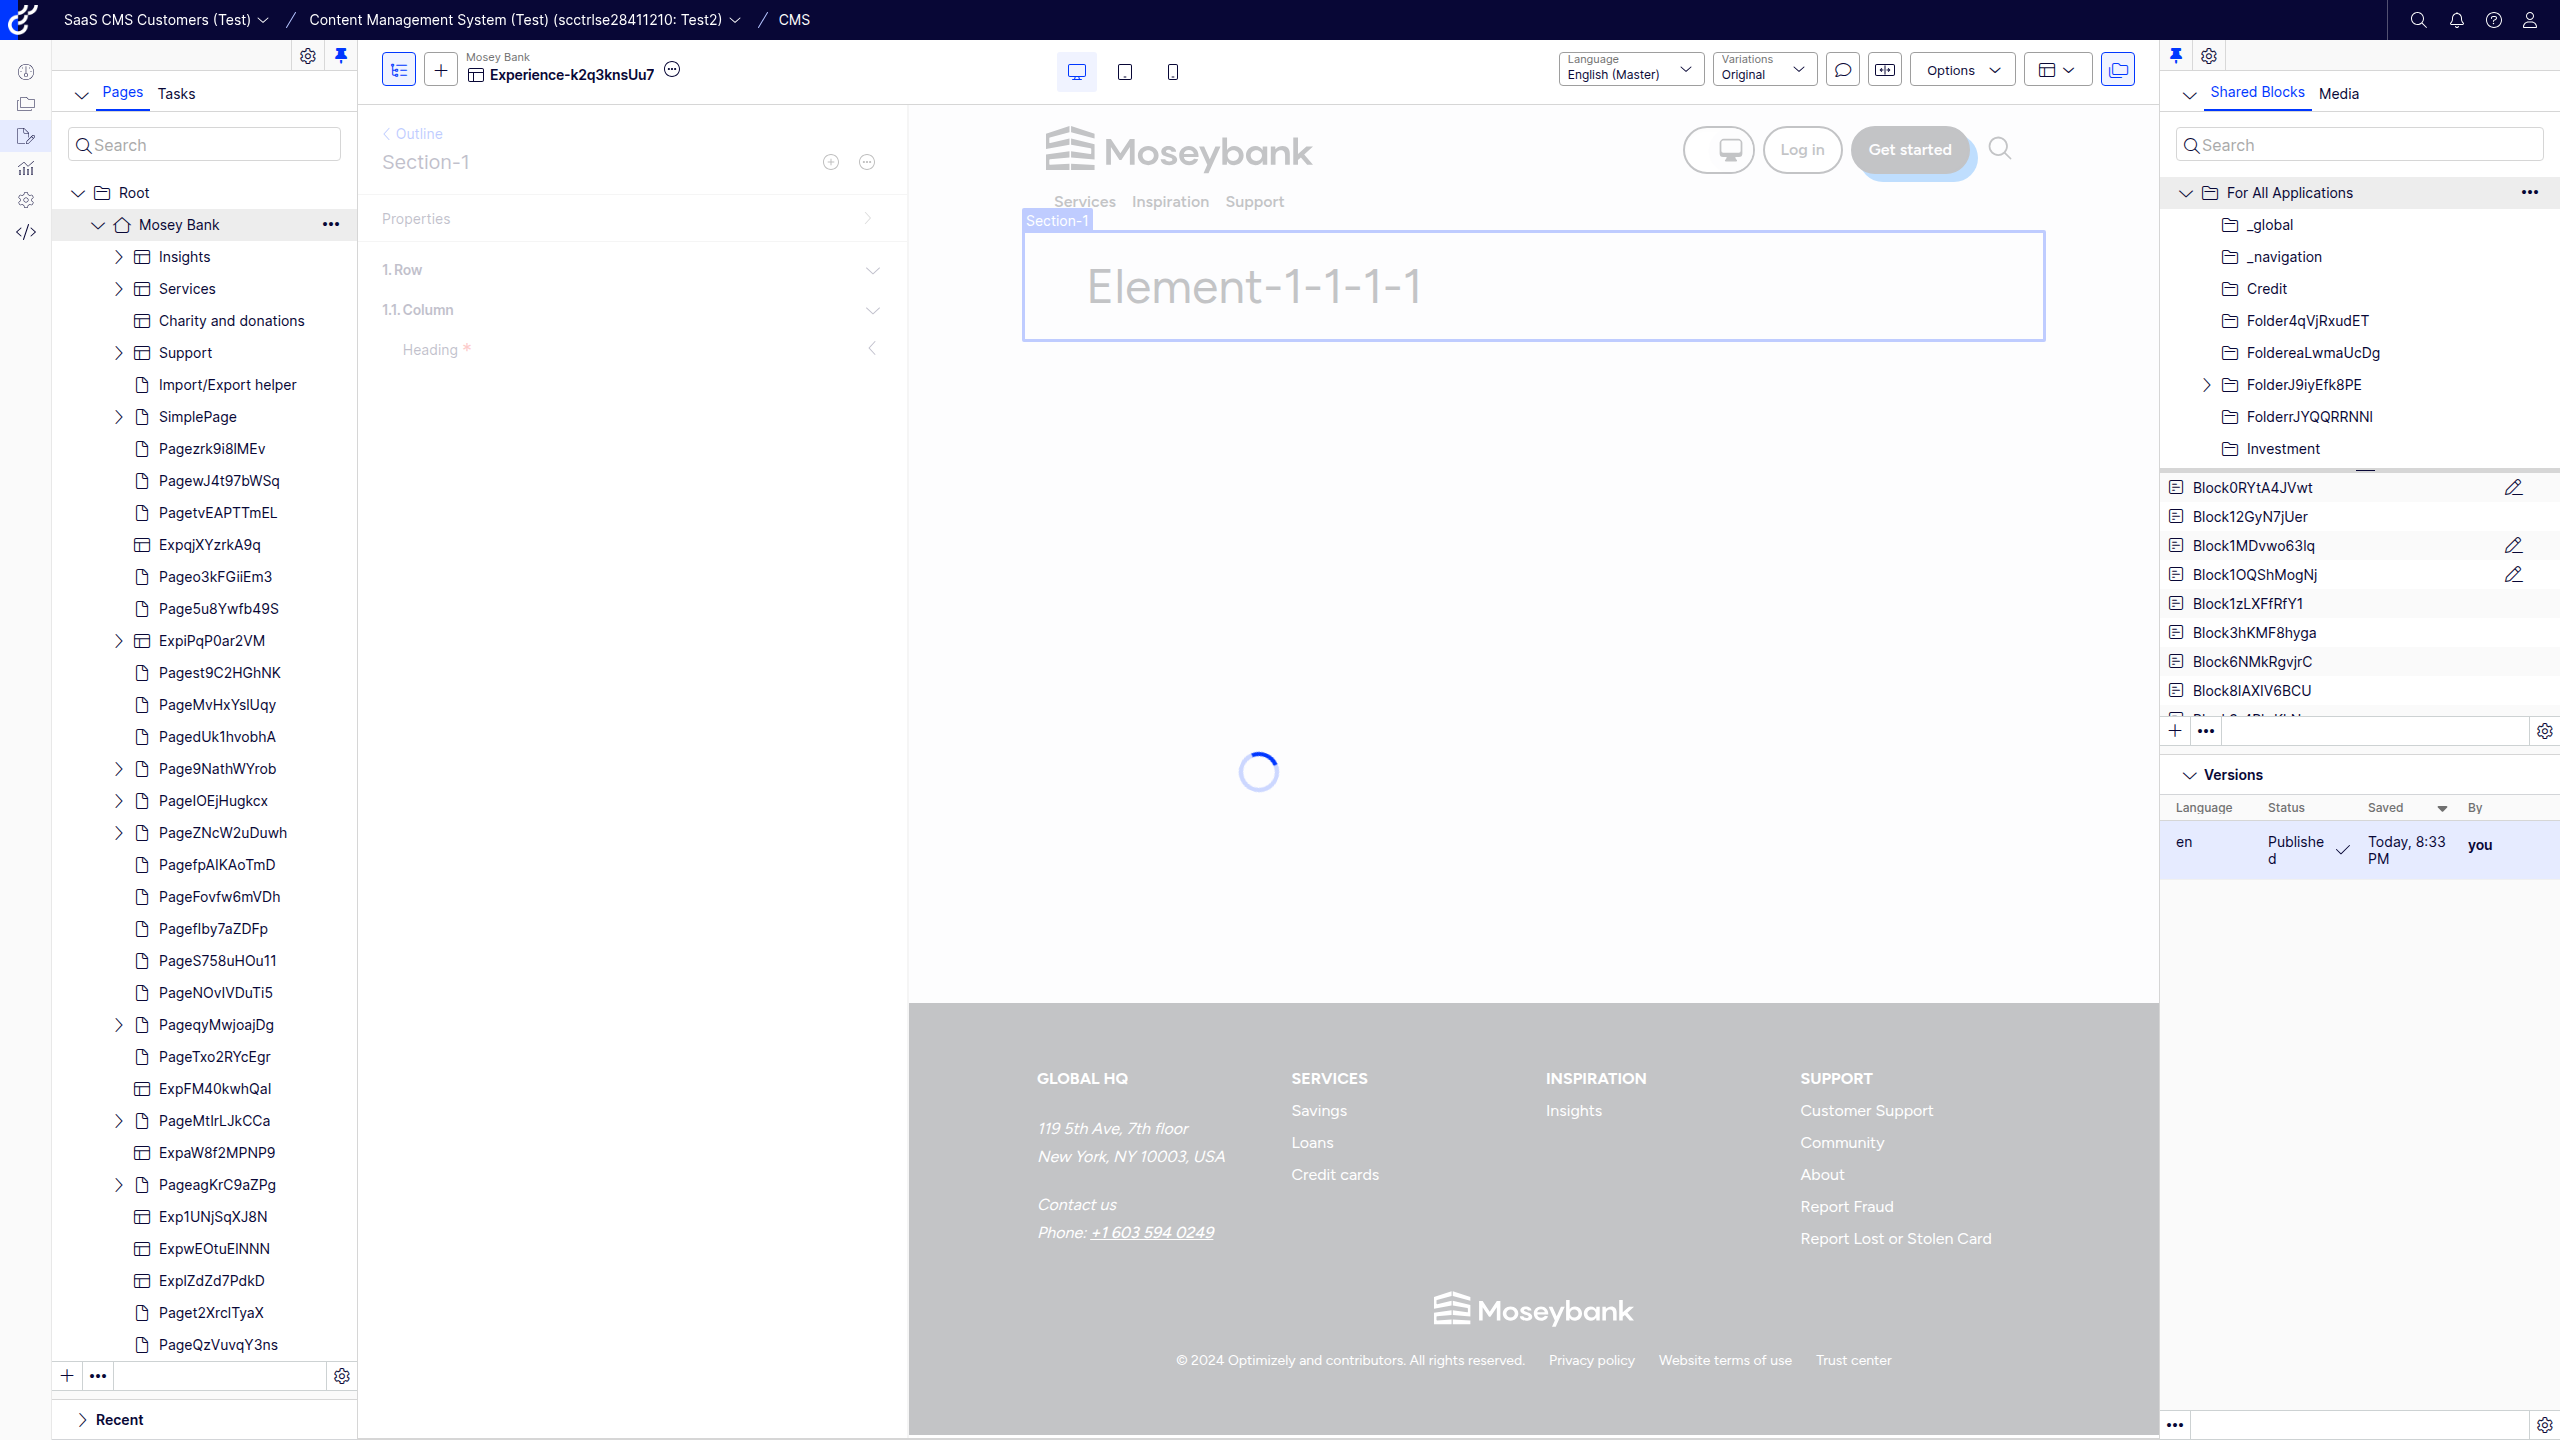 SaaS CMS Customers (Test)
Content Management System (Test) (scctrlse28411210: Test2)
CMS
Pages
Tasks
Search
Root
Mosey Bank
Insights
Services
Charity and donations
Support
Import/Export helper
SimplePage
Pagezrk9i8lMEv
PagewJ4t97bWSq
PagetvEAPTTmEL
ExpqjXYzrkA9q
Pageo3kFGiiEm3
Page5u8Ywfb49S
ExpiPqP0ar2VM
Pagest9C2HGhNK
PageMvHxYslUqy
PagedUk1hvobhA
Page9NathWYrob
PagelOEjHugkcx
PageZNcW2uDuwh
PagefpAlKAoTmD
PageFovfw6mVDh
Pageflby7aZDFp
PageS758uHOu11
PageNOvlVDuTi5
PageqyMwjoajDg
PageTxo2RYcEgr
ExpFM40kwhQal
PageMtlrLJkCCa
ExpaW8f2MPNP9
PageagKrC9aZPg
Exp1UNjSqXJ8N
ExpwEOtuElNNN
ExplZdZd7PdkD
Paget2XrclTyaX
PageQzVuvqY3ns
Recent
Mosey Bank
Experience-k2q3knsUu7
Language
English (Master)
Variations
Original
Options
Outline
Section-1
Properties
1. Row
1.1. Column
Heading *
Moseybank
Log in
Get started
Services
Inspiration
Support
Section-1
Element-1-1-1-1
GLOBAL HQ
119 5th Ave, 7th floor
New York, NY 10003, USA
Contact us
Phone: +1 603 594 0249
SERVICES
Savings
Loans
Credit cards
INSPIRATION
Insights
SUPPORT
Customer Support
Community
About
Report Fraud
Report Lost or Stolen Card
Moseybank
© 2024 Optimizely and contributors. All rights reserved.
Privacy policy
Website terms of use
Trust center
Shared Blocks
Media
Search
For All Applications
_global
_navigation
Credit
Folder4qVjRxudET
FoldereaLwmaUcDg
FolderJ9iyEfk8PE
FolderrJYQQRRNNl
Investment
Block0RYtA4JVwt
Block12GyN7jUer
Block1MDvwo63lq
Block1OQShMogNj
Block1zLXFfRfY1
Block3hKMF8hyga
Block6NMkRgvjrC
Block8lAXlV6BCU
Versions
Language
Status
Saved
By
en
Publishe
d
Today, 8:33
PM
you